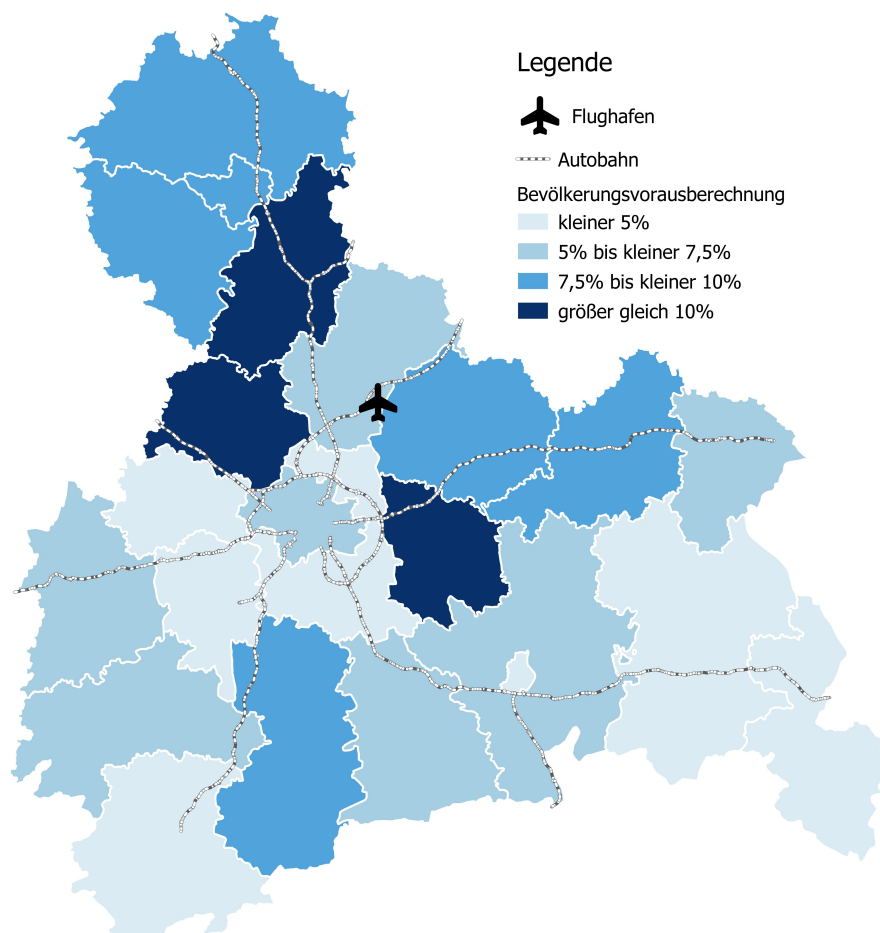 Legende
Flughafen
Autobahn
Bevölkerungsvorausberechnung
kleiner 5%
5% bis kleiner 7,5%
7,5% bis kleiner 10%
größer gleich 10%